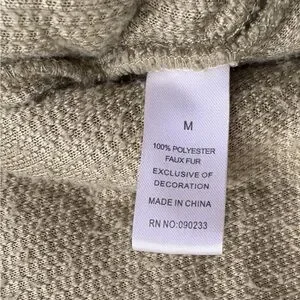 M
100% POLYESTER
FAUX FUR
EXCLUSIVE OF
DECORATION
MADE IN CHINA
RN NO:090233